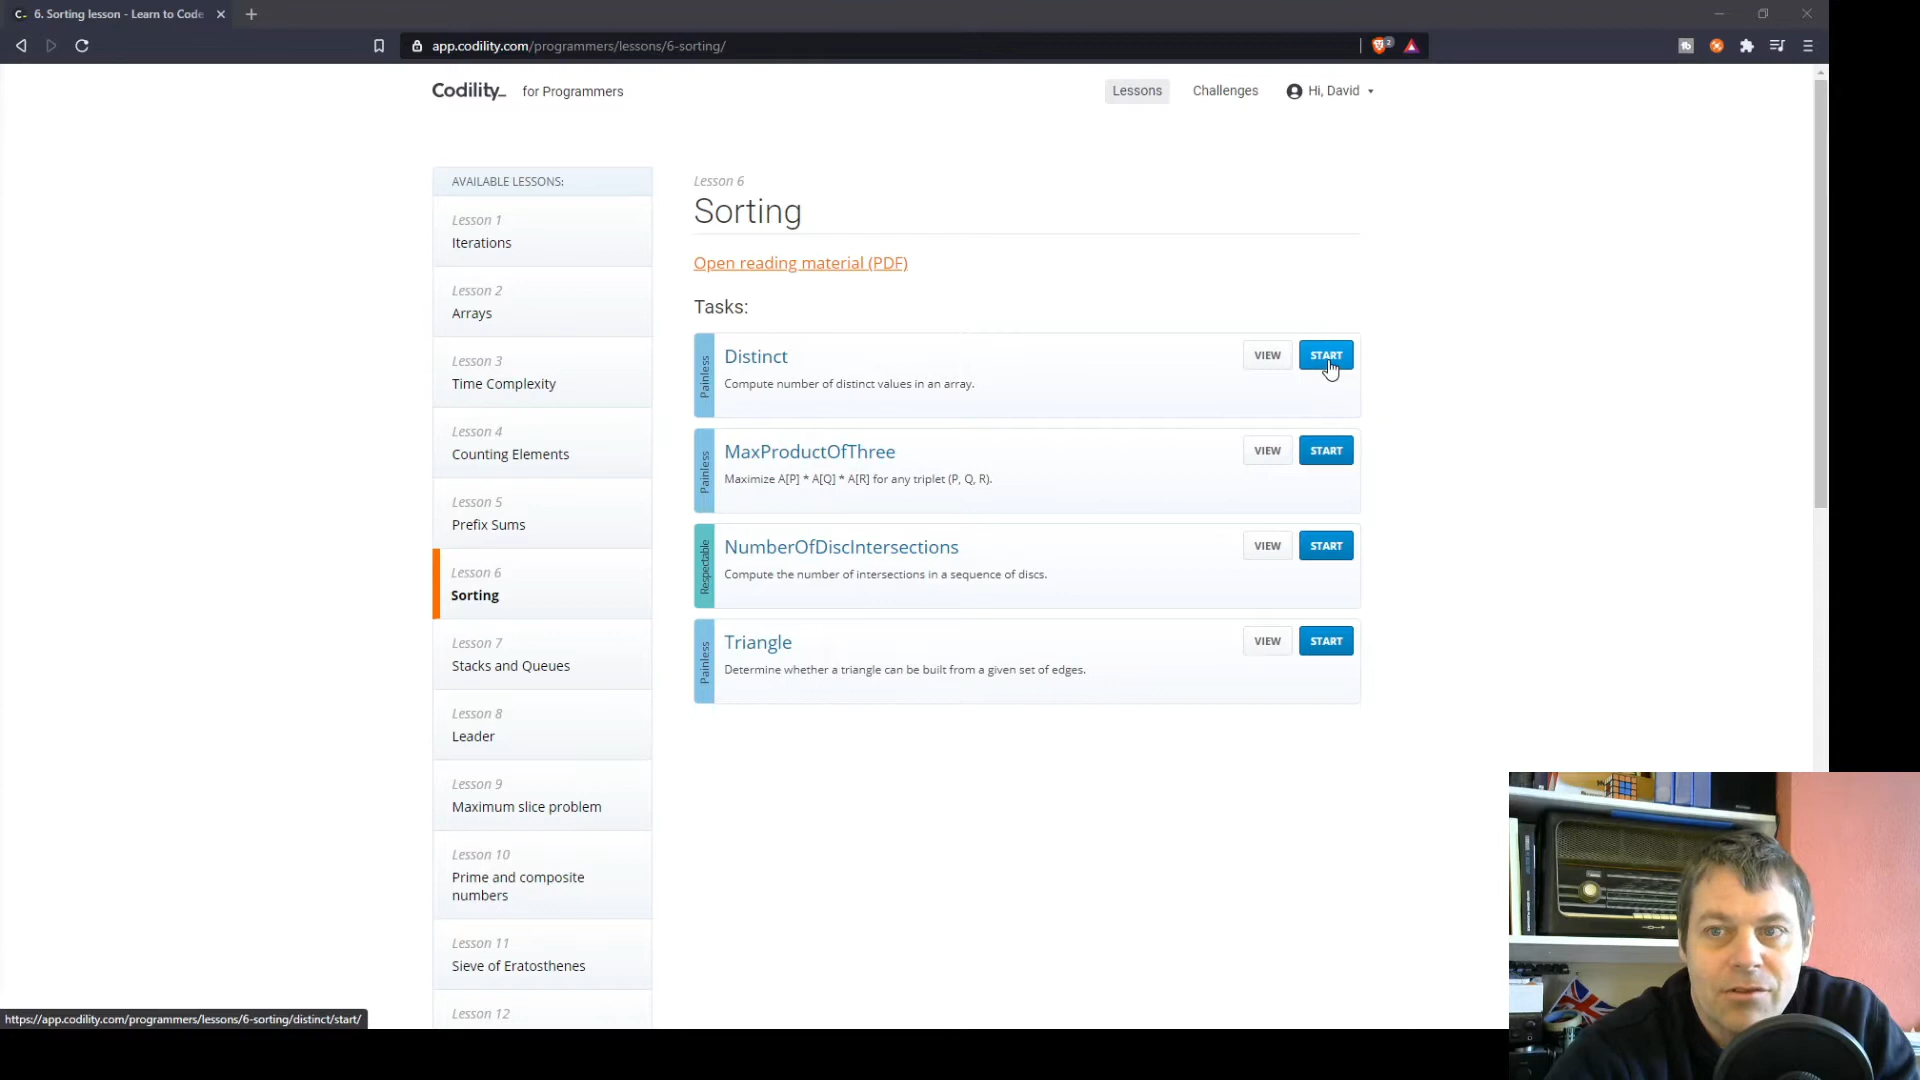 6. Sorting lesson - Learn to Code
app.codility.com/programmers/lessons/6-sorting/
2
Codility_ for Programmers
Lessons
Challenges
Hi, David
AVAILABLE LESSONS:
Lesson 1
Iterations
Lesson 2
Arrays
Lesson 3
Time Complexity
Lesson 4
Counting Elements
Lesson 5
Prefix Sums
Lesson 6
Sorting
Lesson 7
Stacks and Queues
Lesson 8
Leader
Lesson 9
Maximum slice problem
Lesson 10
Prime and composite
numbers
Lesson 11
Sieve of Eratosthenes
Lesson 12
Lesson 6
Sorting
Open reading material (PDF)
Tasks:
Painless
Distinct
VIEW
START
Compute number of distinct values in an array.
Painless
MaxProductOfThree
VIEW
START
Maximize A[P] * A[Q] * A[R] for any triplet (P, Q, R).
Respectable
NumberOfDiscIntersections
VIEW
START
Compute the number of intersections in a sequence of discs.
Painless
Triangle
VIEW
START
Determine whether a triangle can be built from a given set of edges.
https://app.codility.com/programmers/lessons/6-sorting/distinct/start/